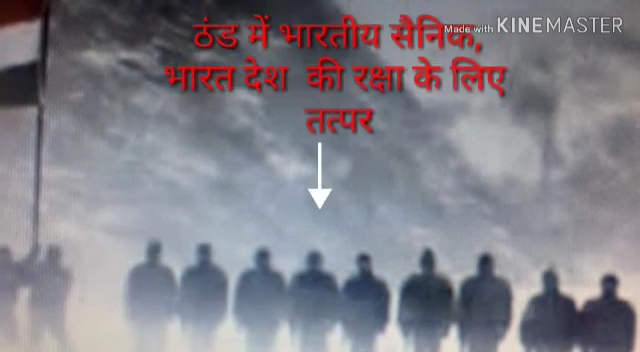 ठंड में भारतीय सैनिक,
Made with KINEMASTER
भारत देश की रक्षा के लिए
तत्पर